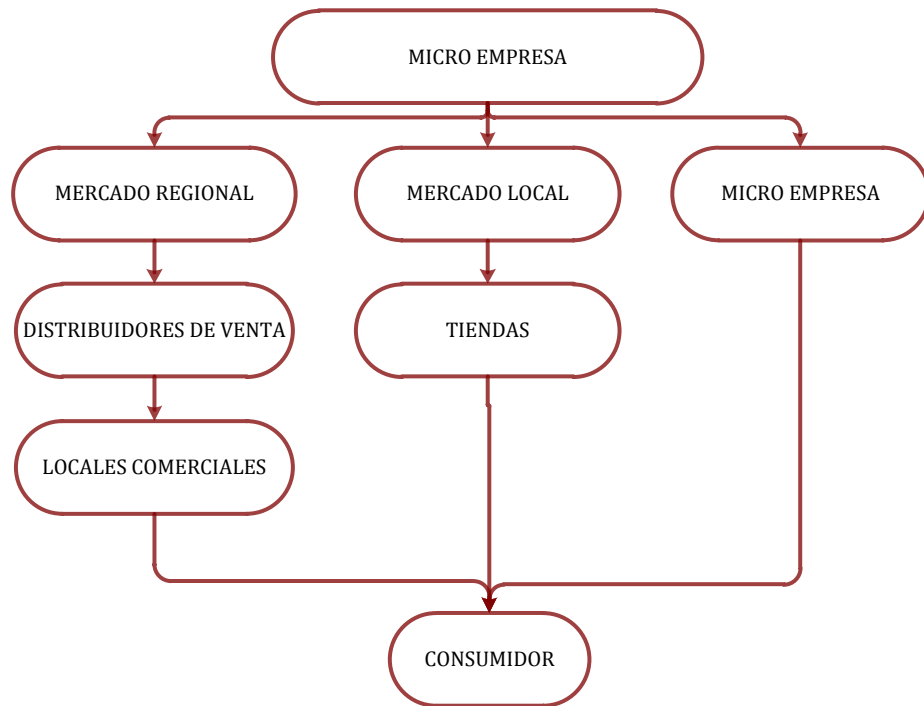 MICRO EMPRESA
MERCADO REGIONAL
MERCADO LOCAL
MICRO EMPRESA
DISTRIBUIDORES DE VENTA
TIENDAS
LOCALES COMERCIALES
CONSUMIDOR